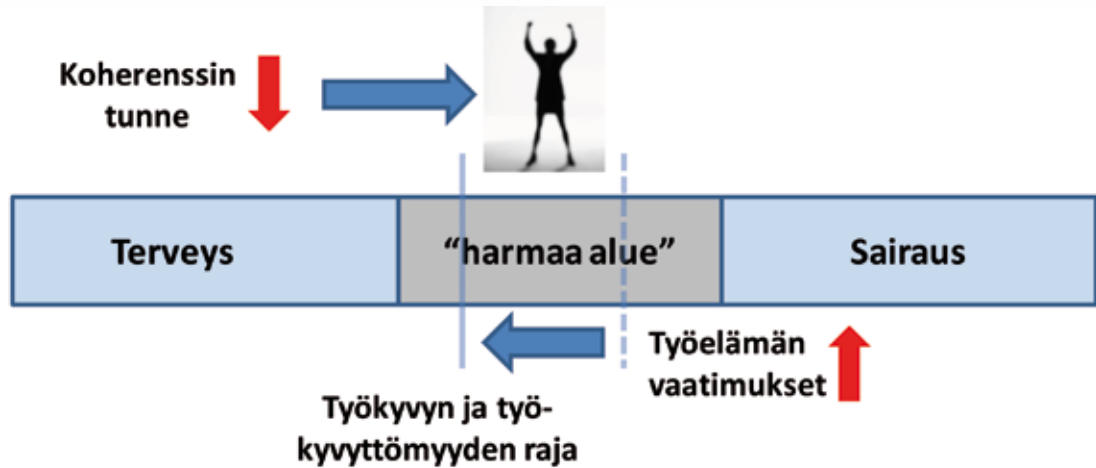 Koherenssin
tunne
Terveys
“harmaa alue”
Sairaus
Työelämän
vaatimukset
Työkyvyn ja työ-
kyvyttömyyden raja